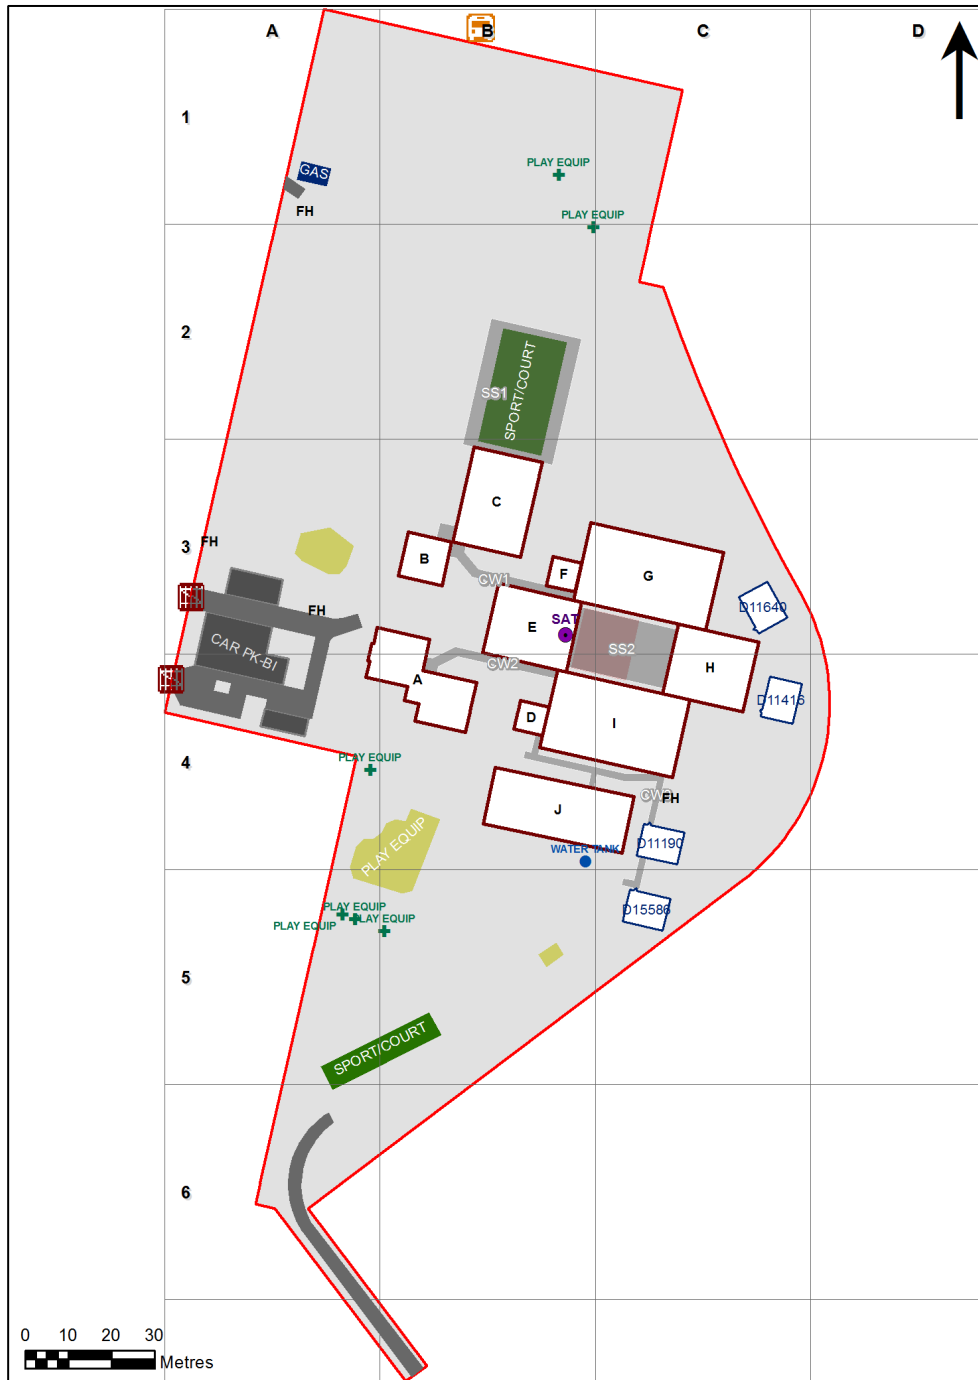 A
B
C
D
1
PLAY EQUIP
GAS
FH
PLAY EQUIP
2
SS1
SPORT/COURT
C
3
FH
B
CW1
F
G
D11640
FH
SAT
E
CAR PK-BI
SS2
CW2
H
A
D11416
D
I
4
PLAY EQUIP
FH
J
PLAY EQUIP
D11190
WATER TANK
PLAY EQUIP
D15586
PLAY EQUIP
PLAY EQUIP
5
SPORT/COURT
6
0 10 20 30
Metres